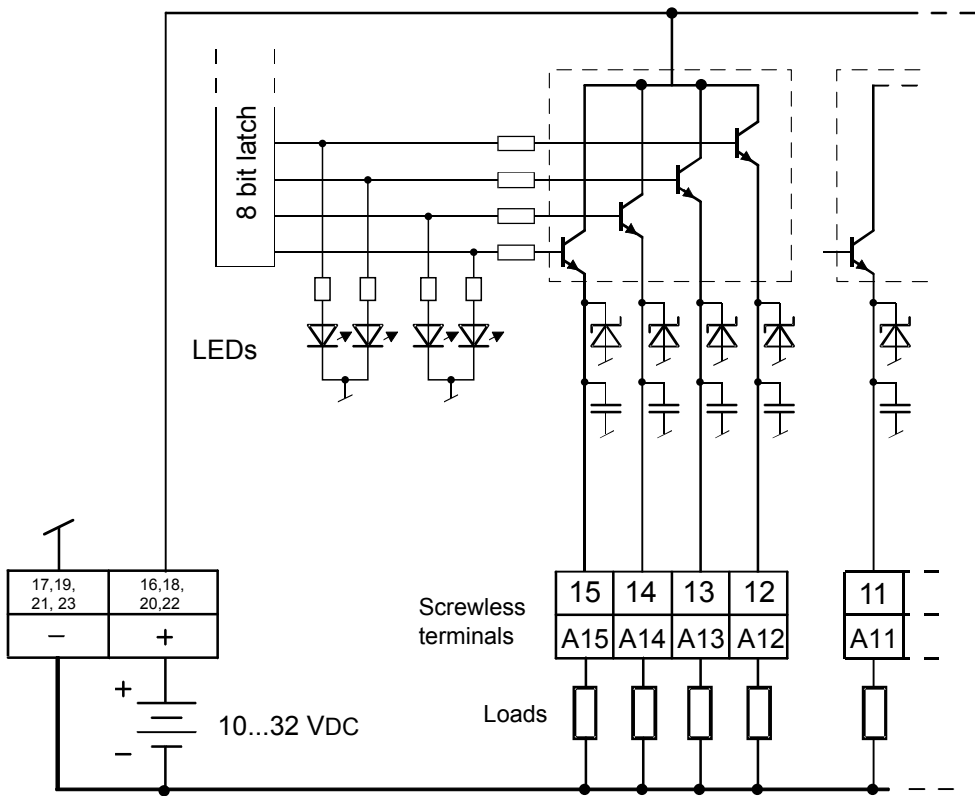 8 bit latch
LEDs
17,19,
21, 23
16,18,
20,22
–
+
Screwless
terminals
15
14
13
12
11
A15
A14
A13
A12
A11
+
–
10...32 VDC
Loads